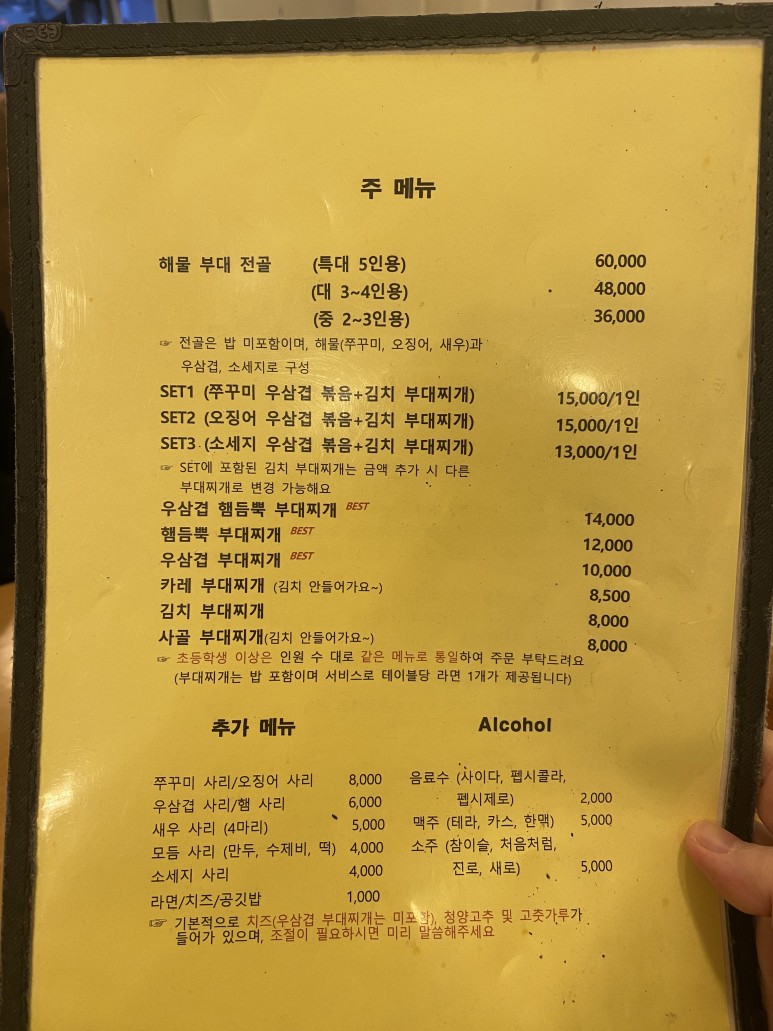 주 메뉴
해물 부대 전골 (특대 5인용) 60,000
(대 3~4인용) 48,000
(중 2~3인용) 36,000
☞ 전골은 밥 미포함이며, 해물(쭈꾸미, 오징어, 새우)과
우삼겹, 소세지로 구성
SET1 (쭈꾸미 우삼겹 볶음+김치 부대찌개) 15,000/1인
SET2 (오징어 우삼겹 볶음+김치 부대찌개) 15,000/1인
SET3 (소세지 우삼겹 볶음+김치 부대찌개) 13,000/1인
☞ SET에 포함된 김치 부대찌개는 금액 추가 시 다른
부대찌개로 변경 가능해요
우삼겹 햄듬뿍 부대찌개 BEST 14,000
햄듬뿍 부대찌개 BEST 12,000
우삼겹 부대찌개 BEST 10,000
카레 부대찌개 (김치 안들어가요~) 8,500
김치 부대찌개 8,000
사골 부대찌개(김치 안들어가요~) 8,000
☞ 초등학생 이상은 인원 수 대로 같은 메뉴로 통일하여 주문 부탁드려요
(부대찌개는 밥 포함이며 서비스로 테이블당 라면 1개가 제공됩니다)
추가 메뉴
쭈꾸미 사리/오징어 사리 8,000
우삼겹 사리/햄 사리 6,000
새우 사리 (4마리) 5,000
모듬 사리 (만두, 수제비, 떡) 4,000
소세지 사리 4,000
라면/치즈/공깃밥 1,000
Alcohol
음료수 (사이다, 펩시콜라,
펩시제로) 2,000
맥주 (테라, 카스, 한맥) 5,000
소주 (참이슬, 처음처럼,
진로, 새로) 5,000
☞ 기본적으로 치즈(우삼겹 부대찌개는 미포함), 청양고추 및 고춧가루가
들어가 있으며, 조절이 필요하시면 미리 말씀해주세요